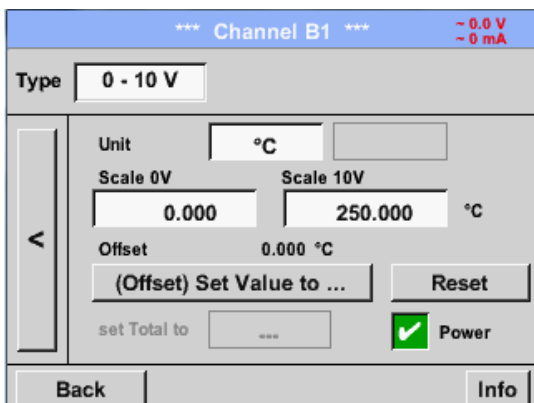 *** Channel B1 ***
~ 0.0 V
~ 0 mA
Type 0 - 10 V
Unit °C
Scale 0V Scale 10V
0.000 250.000 °C
<
Offset 0.000 °C
(Offset) Set Value to ... Reset
set Total to --- Power
Back Info